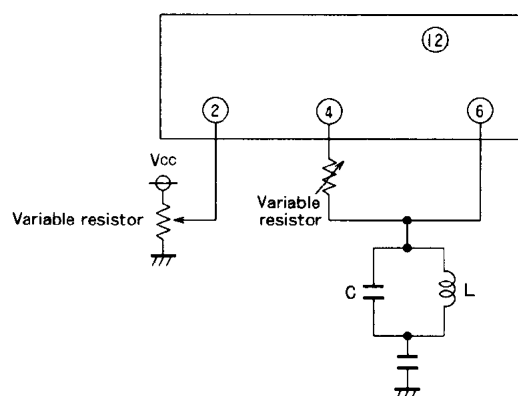 12
2
4
6
Vcc
Variable resistor
Variable
resistor
C
L